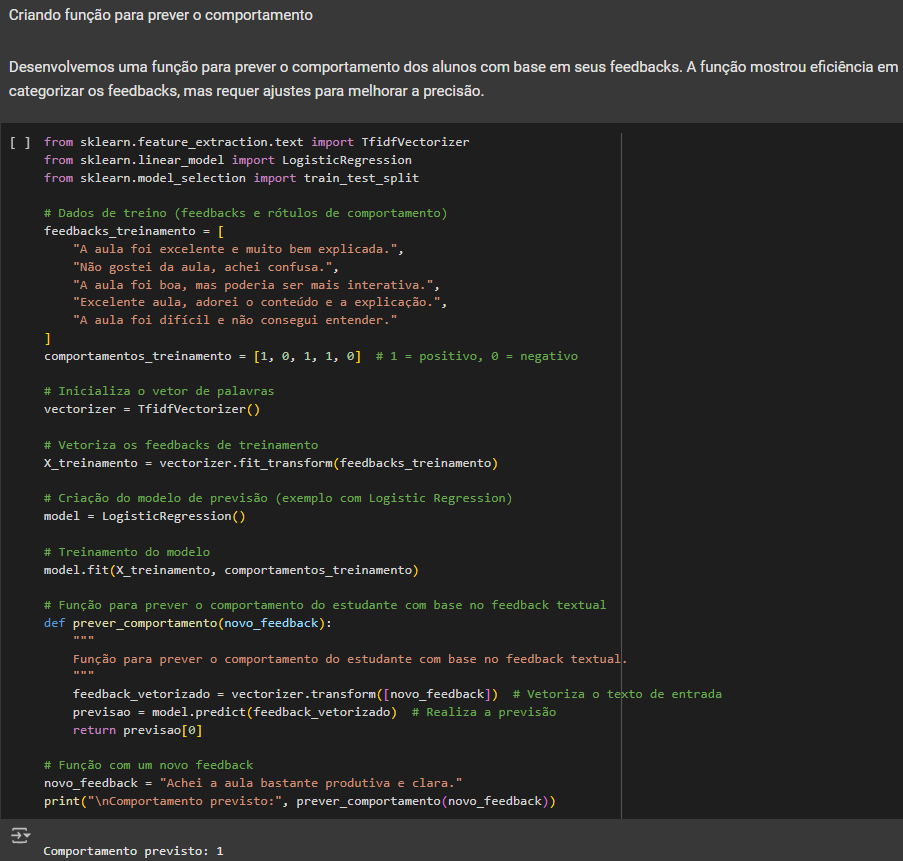 Criando função para prever o comportamento
Desenvolvemos uma função para prever o comportamento dos alunos com base em seus feedbacks. A função mostrou eficiência em
categorizar os feedbacks, mas requer ajustes para melhorar a precisão.
[ ] from sklearn.feature_extraction.text import TfidfVectorizer
from sklearn.linear_model import LogisticRegression
from sklearn.model_selection import train_test_split

# Dados de treino (feedbacks e rótulos de comportamento)
feedbacks_treinamento = [
    "A aula foi excelente e muito bem explicada.",
    "Não gostei da aula, achei confusa.",
    "A aula foi boa, mas poderia ser mais interativa.",
    "Excelente aula, adorei o conteúdo e a explicação.",
    "A aula foi difícil e não consegui entender."
]
comportamentos_treinamento = [1, 0, 1, 1, 0]  # 1 = positivo, 0 = negativo

# Inicializa o vetor de palavras
vectorizer = TfidfVectorizer()

# Vetoriza os feedbacks de treinamento
X_treinamento = vectorizer.fit_transform(feedbacks_treinamento)

# Criação do modelo de previsão (exemplo com Logistic Regression)
model = LogisticRegression()

# Treinamento do modelo
model.fit(X_treinamento, comportamentos_treinamento)

# Função para prever o comportamento do estudante com base no feedback textual
def prever_comportamento(novo_feedback):
    """
    Função para prever o comportamento do estudante com base no feedback textual.
    """
    feedback_vetorizado = vectorizer.transform([novo_feedback])  # Vetoriza o texto de entrada
    previsao = model.predict(feedback_vetorizado)  # Realiza a previsão
    return previsao[0]

# Função com um novo feedback
novo_feedback = "Achei a aula bastante produtiva e clara."
print("\nComportamento previsto:", prever_comportamento(novo_feedback))

Comportamento previsto: 1